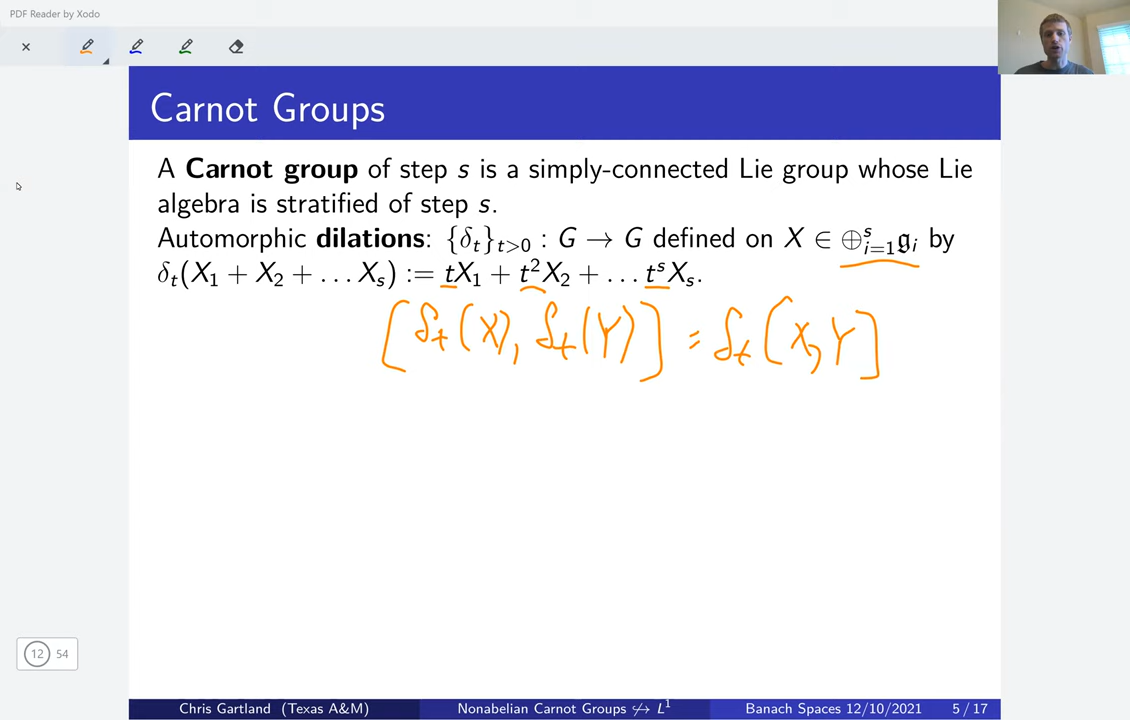 PDF Reader by Xodo
Carnot Groups
A Carnot group of step s is a simply-connected Lie group whose Lie
algebra is stratified of step s.
Automorphic dilations: {δ_t}_{t>0} : G → G defined on X ∈ ⊕_{i=1}^s 𝔤_i by
δ_t(X_1 + X_2 + … X_s) := tX_1 + t^2X_2 + … t^sX_s.
[δ_t(X), δ_t(Y)] = δ_t[X,Y]
12 54
Chris Gartland (Texas A&M) Nonabelian Carnot Groups ↪̸ L^1 Banach Spaces 12/10/2021 5 / 17